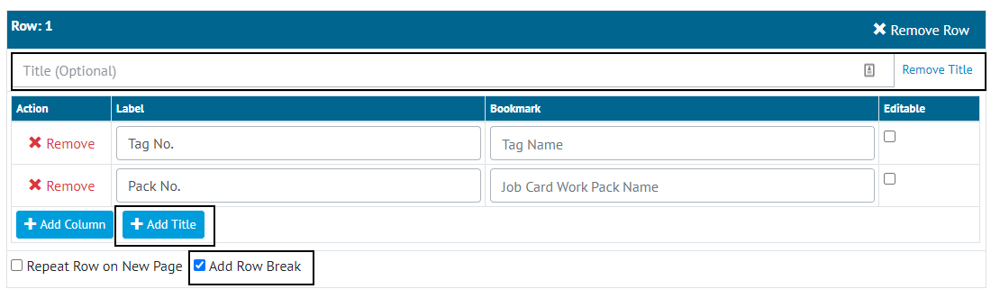 Row: 1 ✖ Remove Row
Title (Optional) Remove Title
Action Label Bookmark Editable
✖ Remove Tag No. Tag Name
✖ Remove Pack No. Job Card Work Pack Name
+ Add Column + Add Title
Repeat Row on New Page Add Row Break